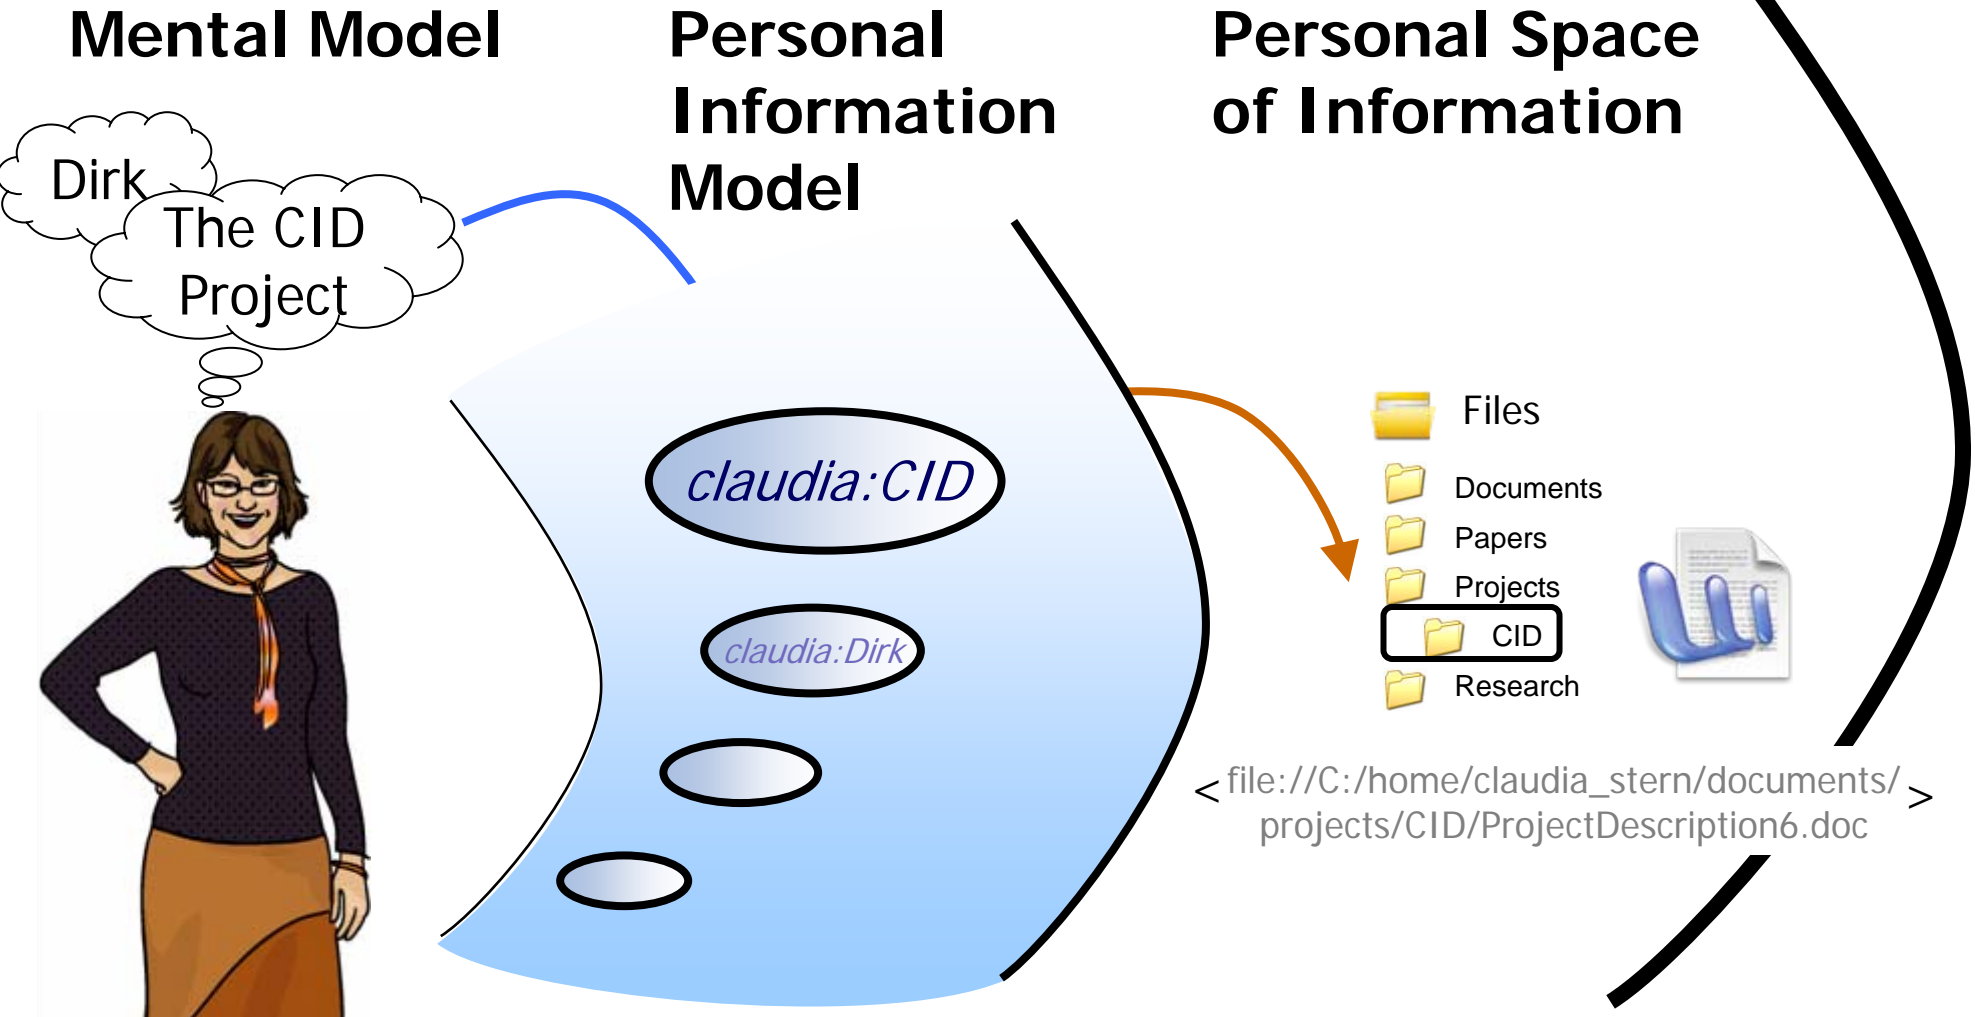 Mental Model
Personal
Information
Model
Personal Space
of Information
Dirk
The CID
Project
claudia:CID
claudia:Dirk
Files
Documents
Papers
Projects
CID
Research
<file://C:/home/claudia_stern/documents/
projects/CID/ProjectDescription6.doc>